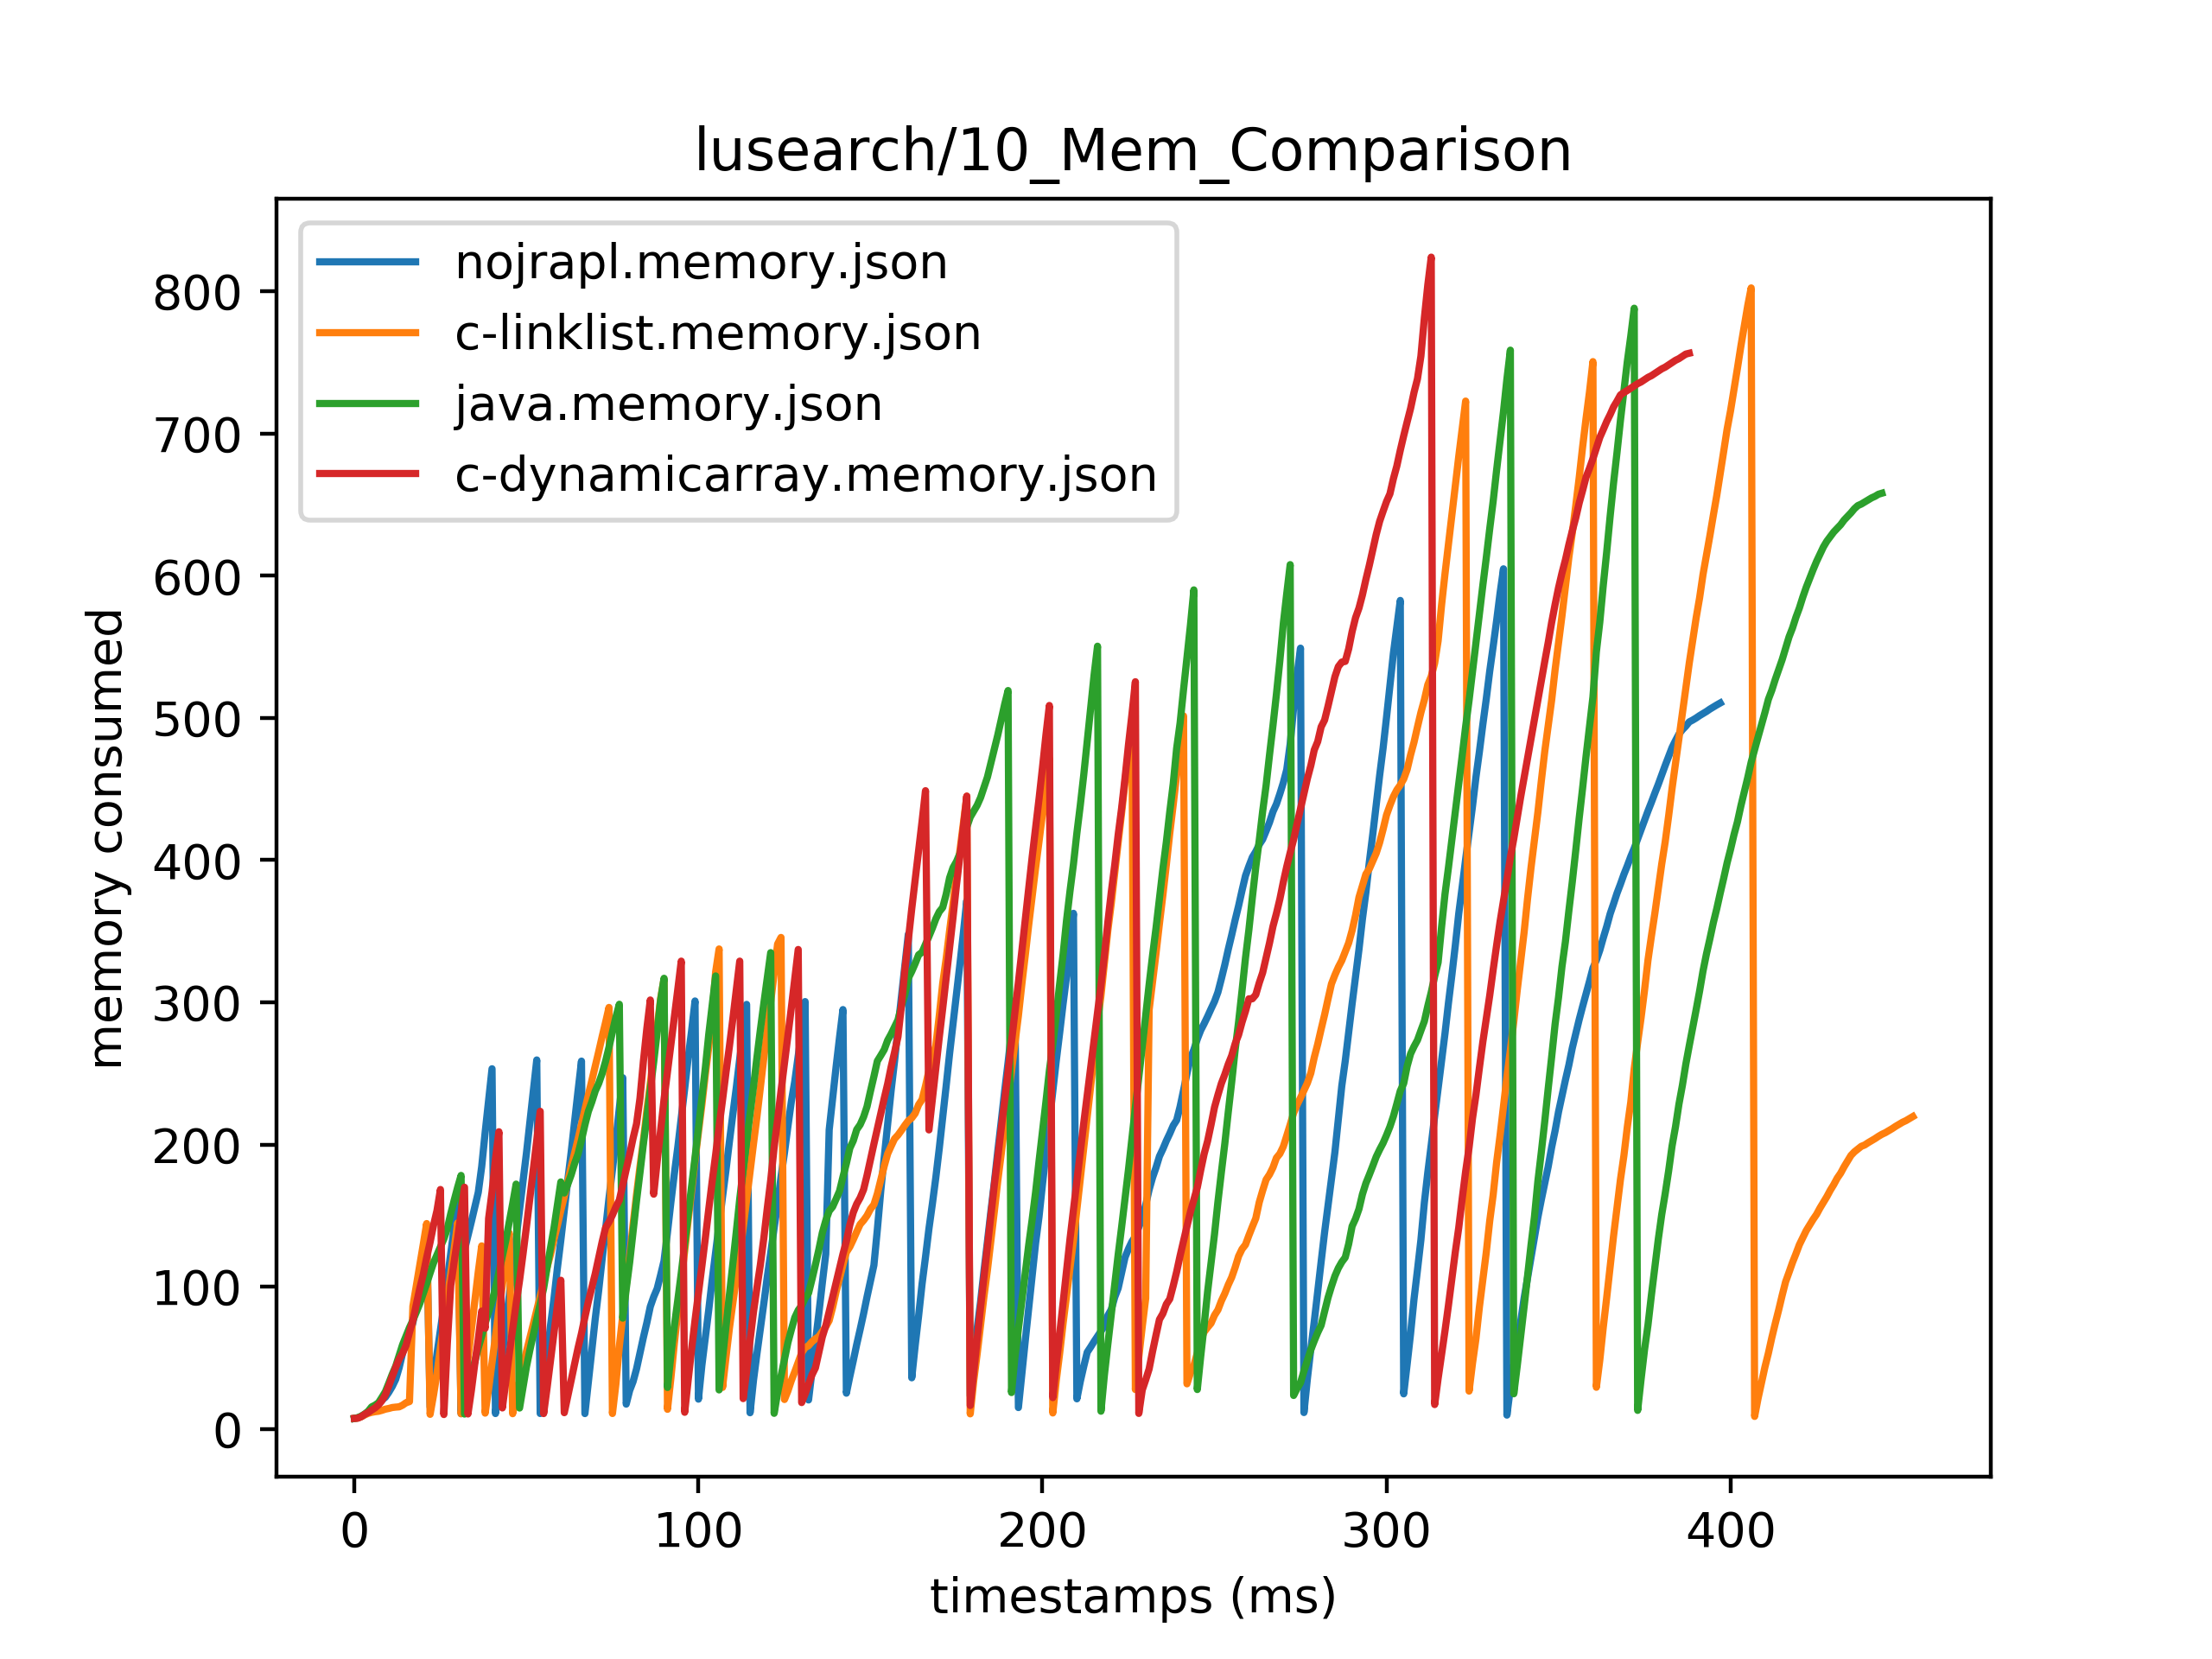 lusearch/10_Mem_Comparison
nojrapl.memory.json
c-linklist.memory.json
java.memory.json
c-dynamicarray.memory.json
memory consumed
800
700
600
500
400
300
200
100
0
0 100 200 300 400
timestamps (ms)